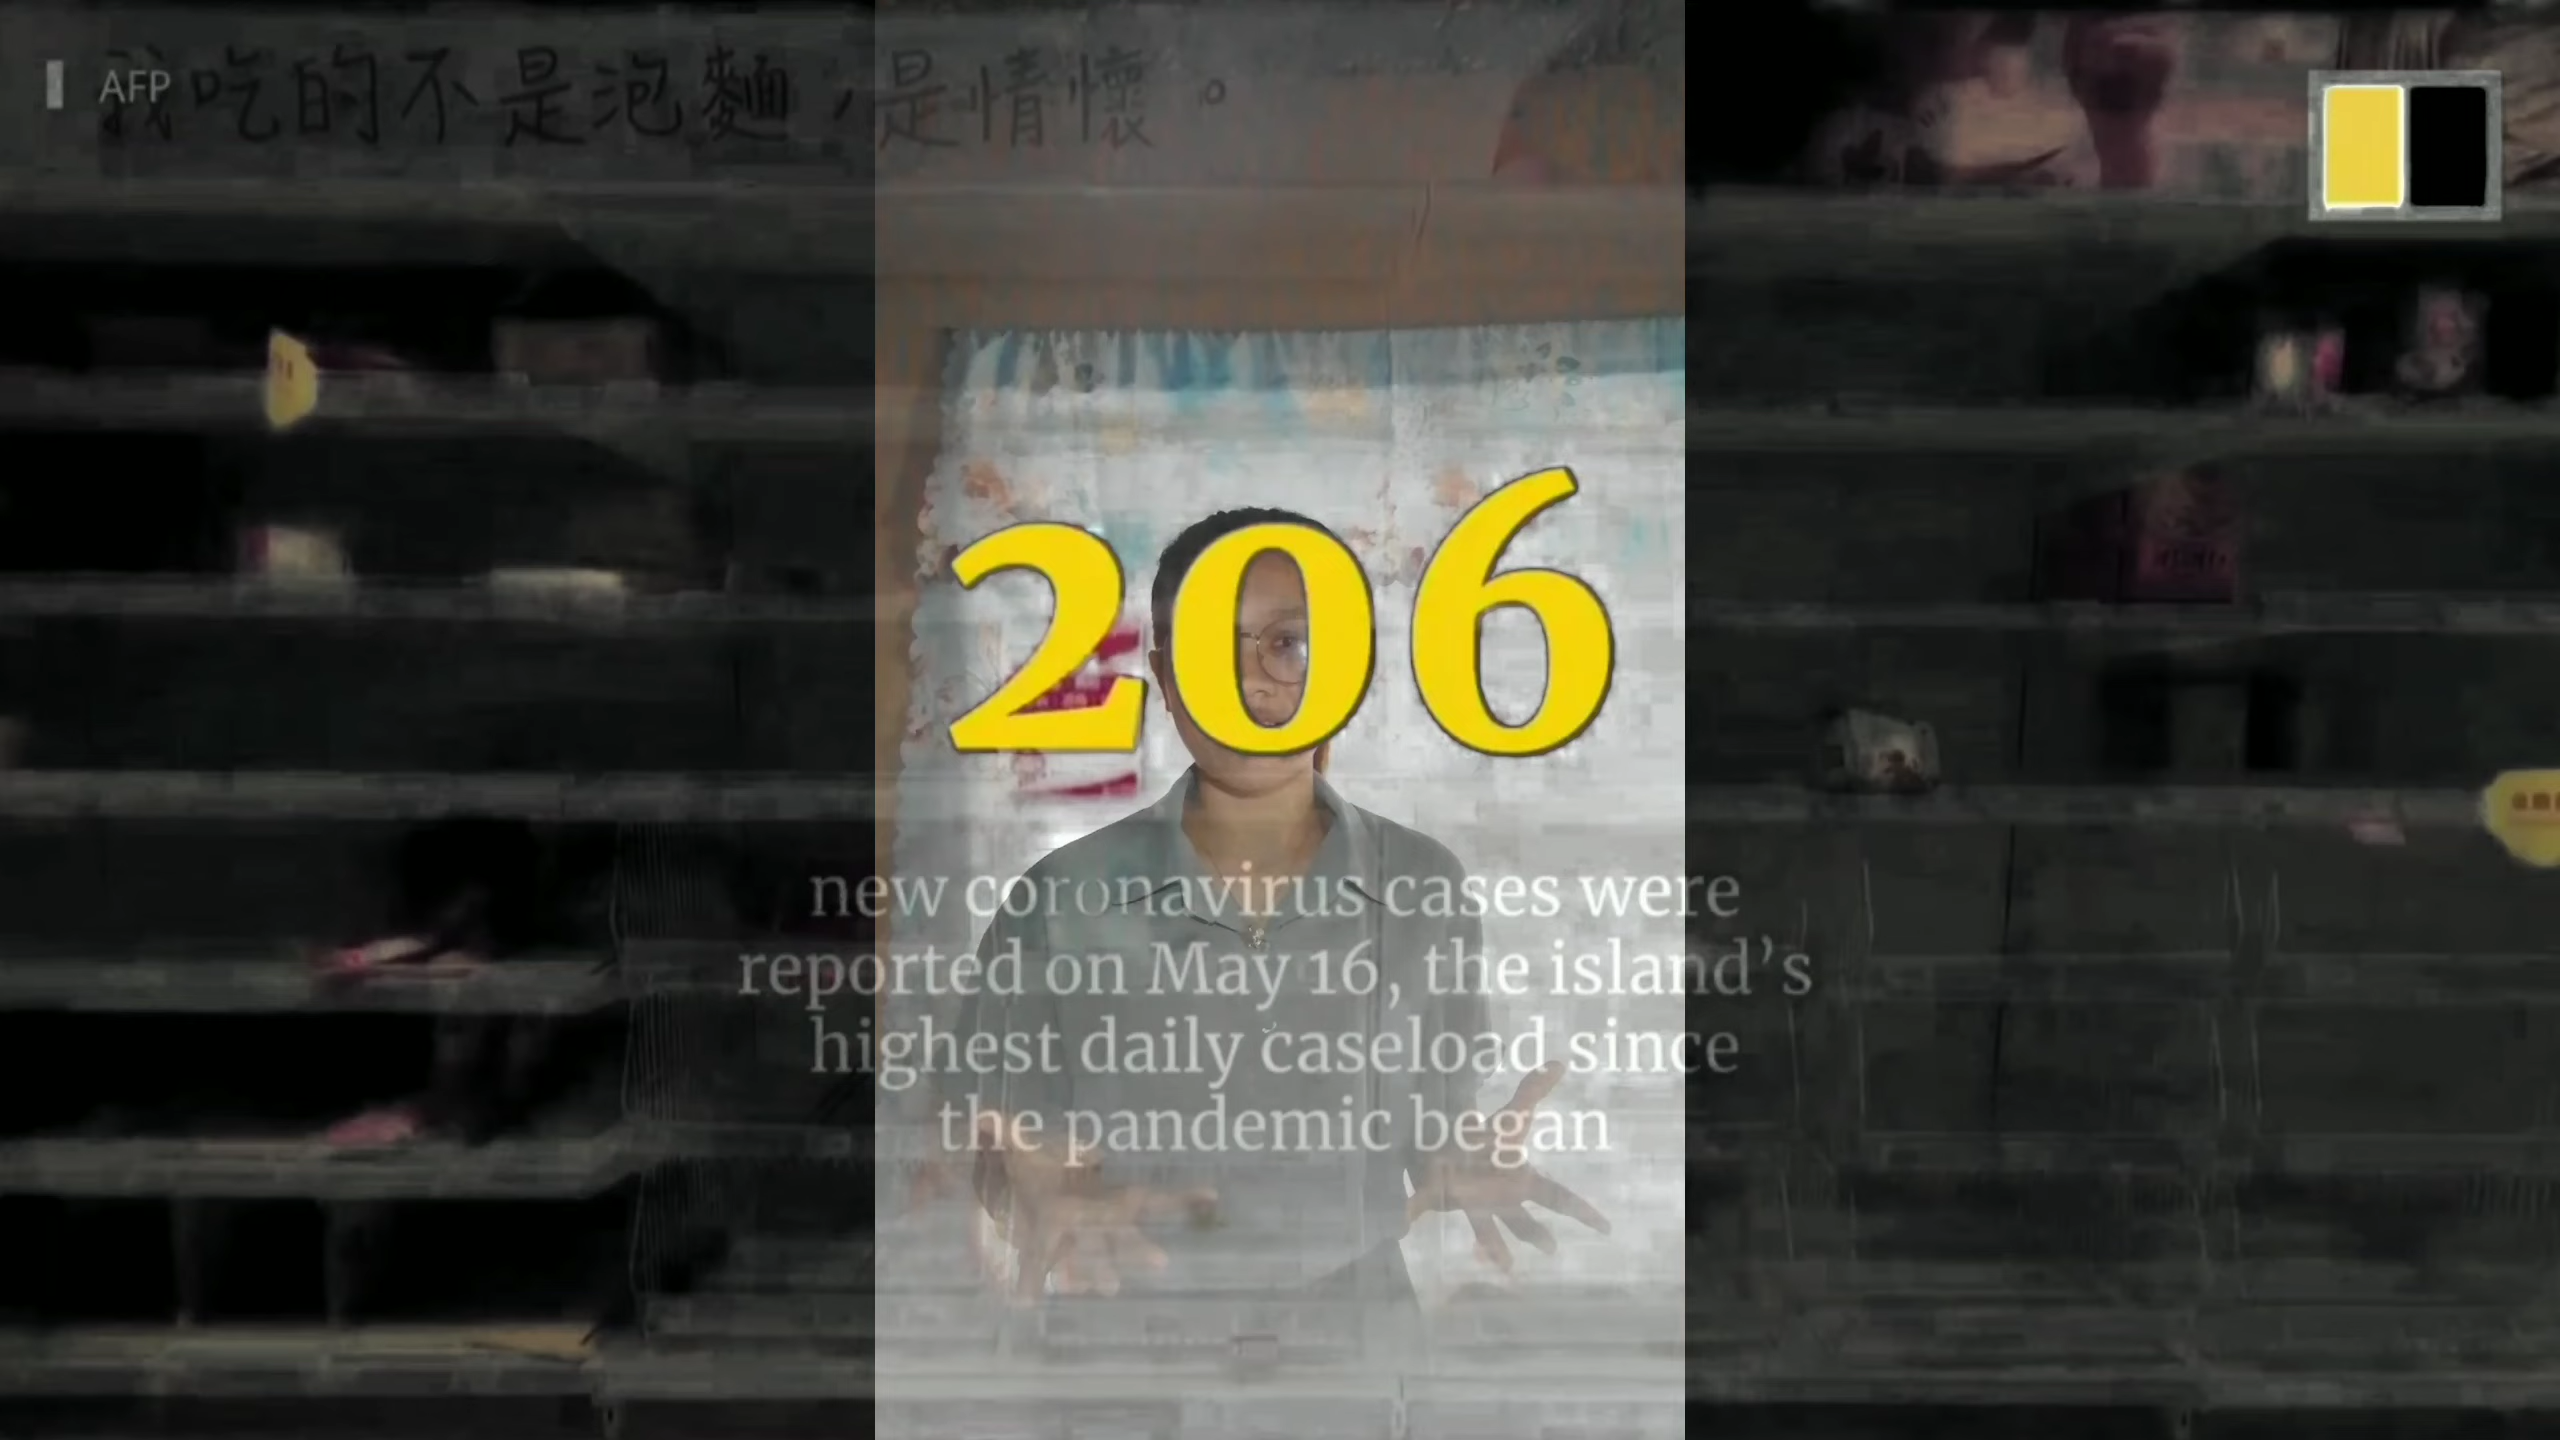 AFP
我吃的不是泡麵，是情懷。
206
new coronavirus cases were
reported on May 16, the island’s
highest daily caseload since
the pandemic began